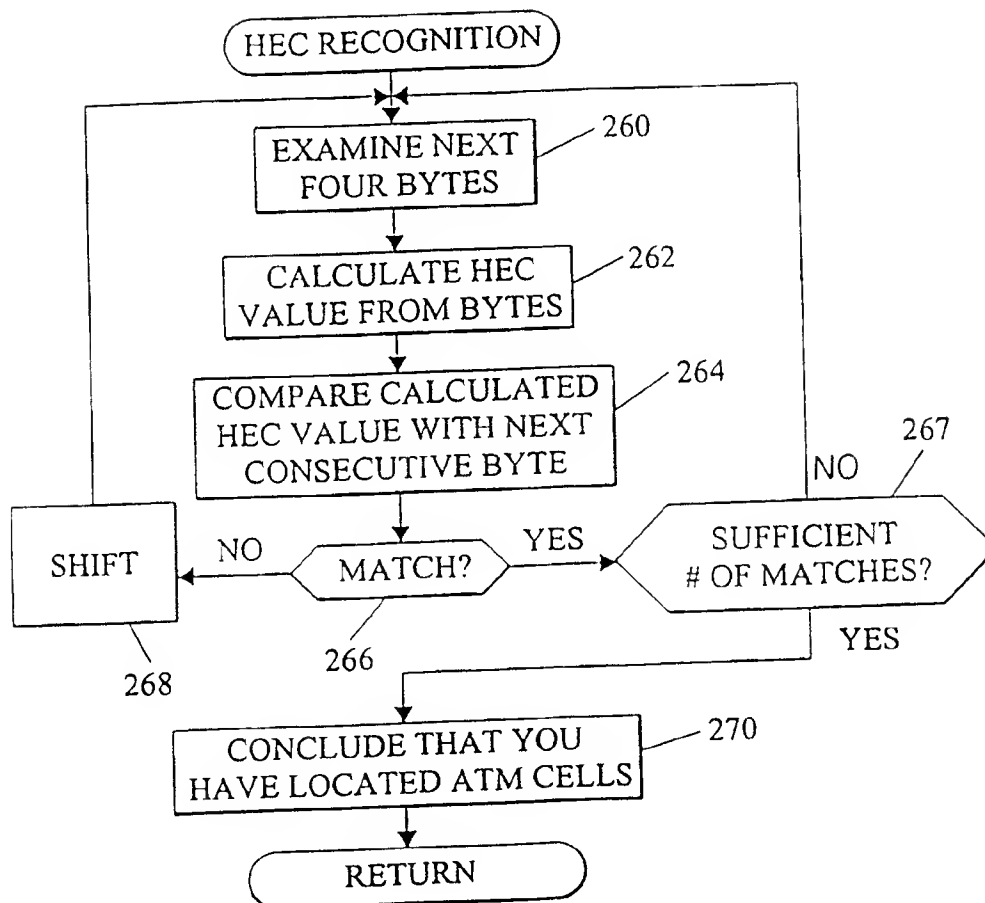 HEC RECOGNITION
EXAMINE NEXT
FOUR BYTES
260
CALCULATE HEC
VALUE FROM BYTES
262
COMPARE CALCULATED
HEC VALUE WITH NEXT
CONSECUTIVE BYTE
264
267
NO
SHIFT
NO
MATCH?
YES
SUFFICIENT
# OF MATCHES?
268
266
YES
CONCLUDE THAT YOU
HAVE LOCATED ATM CELLS
270
RETURN